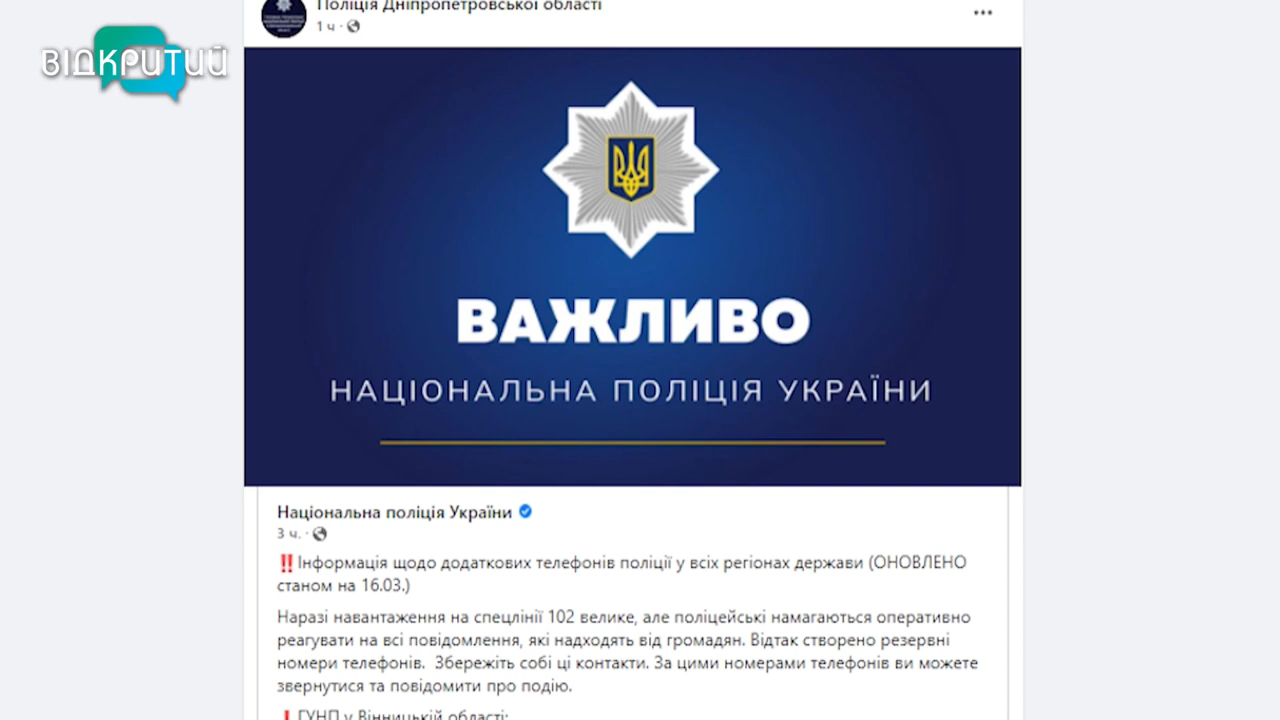 Поліція Дніпропетровської області
1 ч ·
ВІДКРИТИЙ
ВАЖЛИВО
НАЦІОНАЛЬНА ПОЛІЦІЯ УКРАЇНИ
Національна поліція України
3 ч. ·
‼️Інформація щодо додаткових телефонів поліції у всіх регіонах держави (ОНОВЛЕНО
станом на 16.03.)
Наразі навантаження на спецлінії 102 велике, але поліцейські намагаються оперативно
реагувати на всі повідомлення, які надходять від громадян. Відтак створено резервні
номери телефонів. Збережіть собі ці контакти. За цими номерами телефонів ви можете
звернутися та повідомити про подію.
❗ГУНП у Вінницькій області: